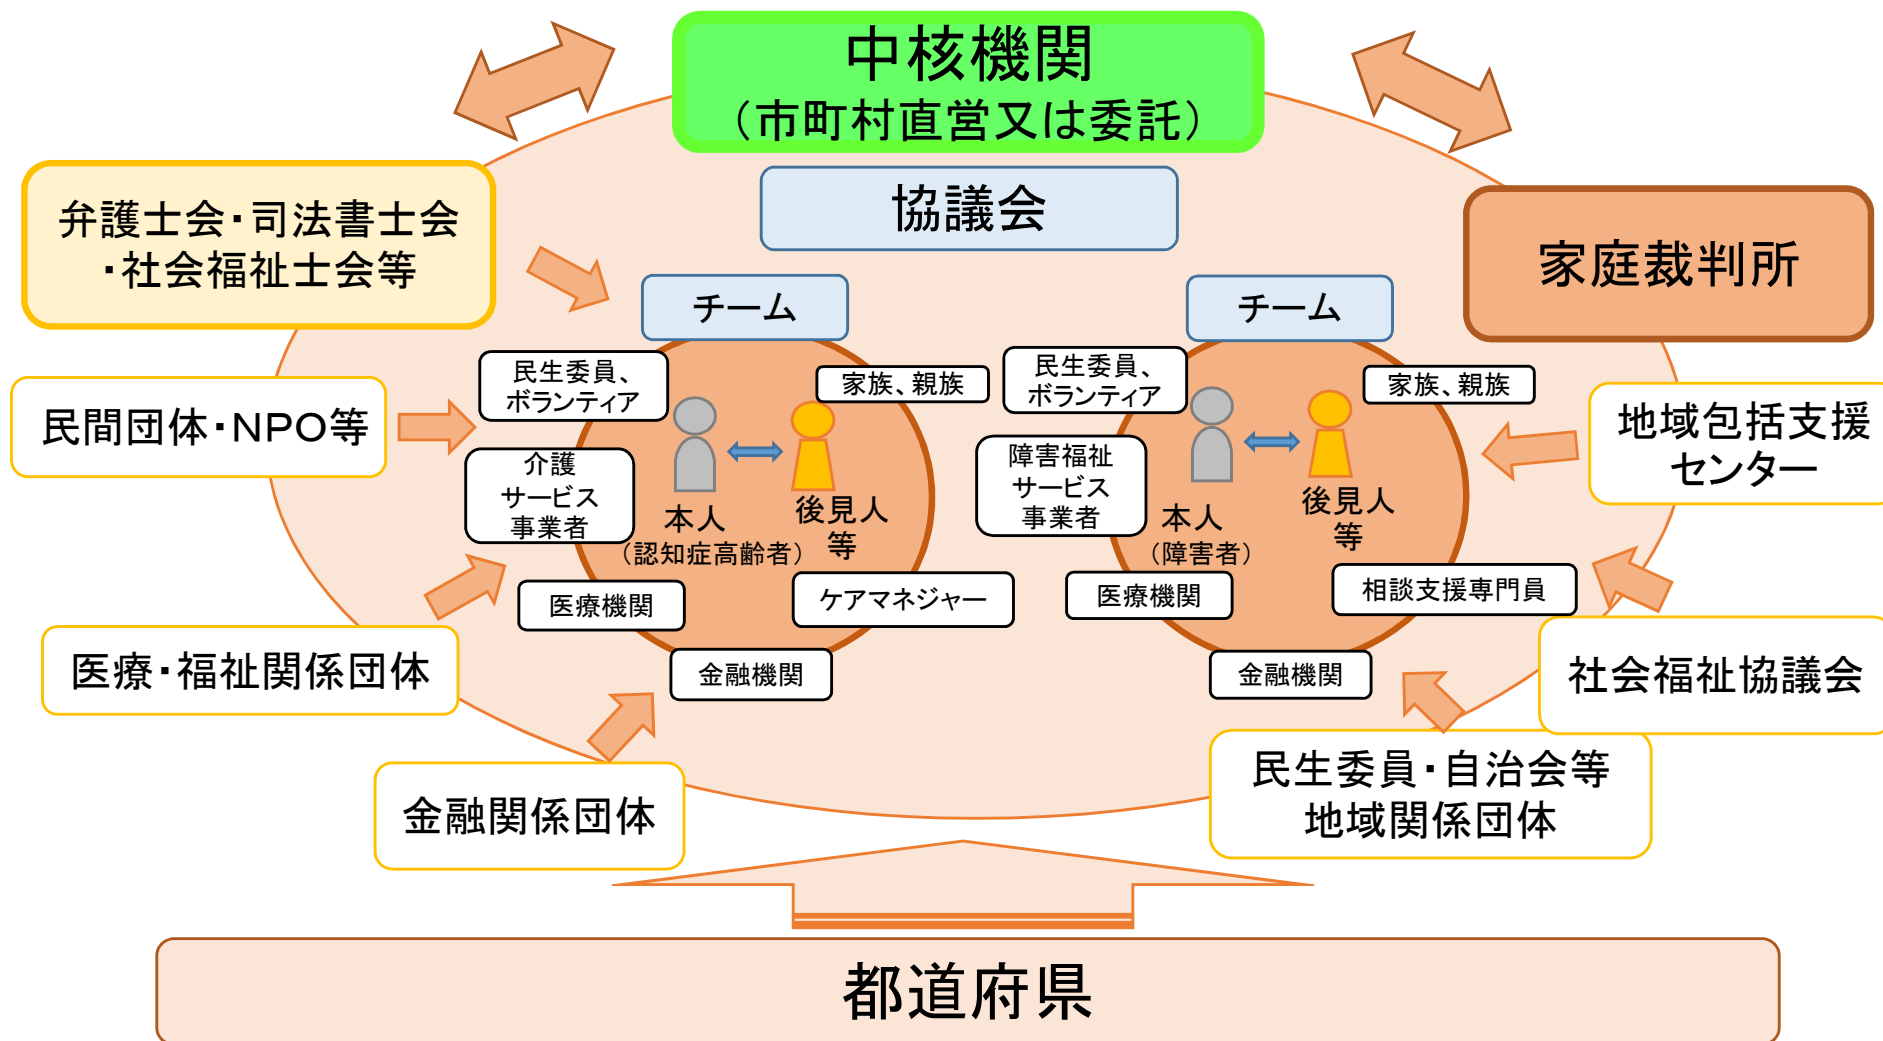 中核機関
（市町村直営又は委託）
協議会
弁護士会・司法書士会
・社会福祉士会等
家庭裁判所
チーム
民生委員、
ボランティア
家族、親族
介護
サービス
事業者
本人
（認知症高齢者）
後見人
等
医療機関
ケアマネジャー
金融機関
チーム
民生委員、
ボランティア
家族、親族
障害福祉
サービス
事業者
本人
（障害者）
後見人
等
医療機関
相談支援専門員
金融機関
民間団体・NPO等
地域包括支援
センター
医療・福祉関係団体
社会福祉協議会
金融関係団体
民生委員・自治会等
地域関係団体
都道府県